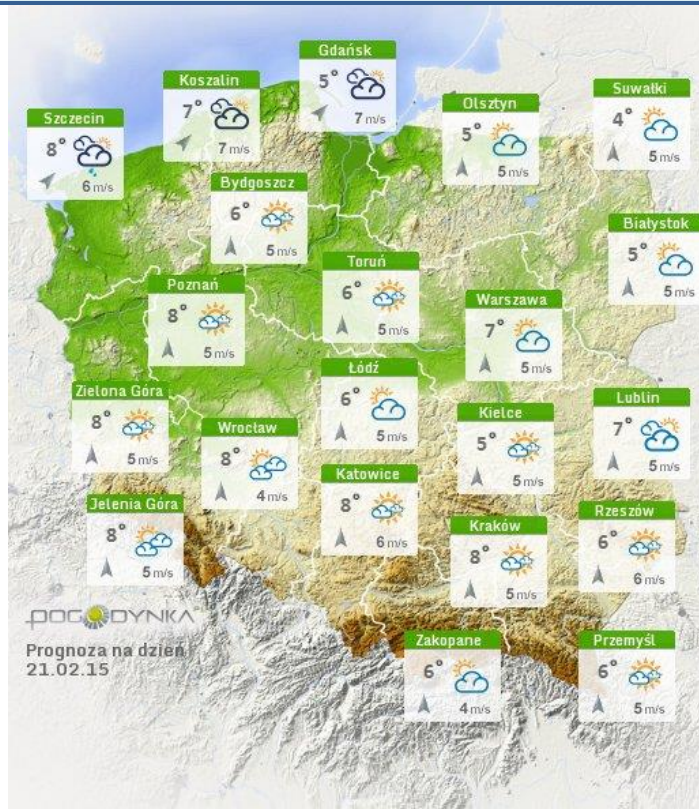 Gdańsk
5°
7 m/s
Koszalin
7°
7 m/s
Suwałki
4°
5 m/s
Olsztyn
5°
5 m/s
Szczecin
8°
6 m/s
Bydgoszcz
6°
5 m/s
Białystok
5°
5 m/s
Toruń
6°
5 m/s
Poznań
8°
5 m/s
Warszawa
7°
5 m/s
Łódź
6°
5 m/s
Zielona Góra
8°
5 m/s
Lublin
7°
5 m/s
Kielce
5°
5 m/s
Wrocław
8°
4 m/s
Katowice
8°
6 m/s
Jelenia Góra
8°
5 m/s
Rzeszów
6°
6 m/s
Kraków
8°
5 m/s
POGODYNKA
Prognoza na dzień
21.02.15
Zakopane
6°
4 m/s
Przemyśl
6°
5 m/s